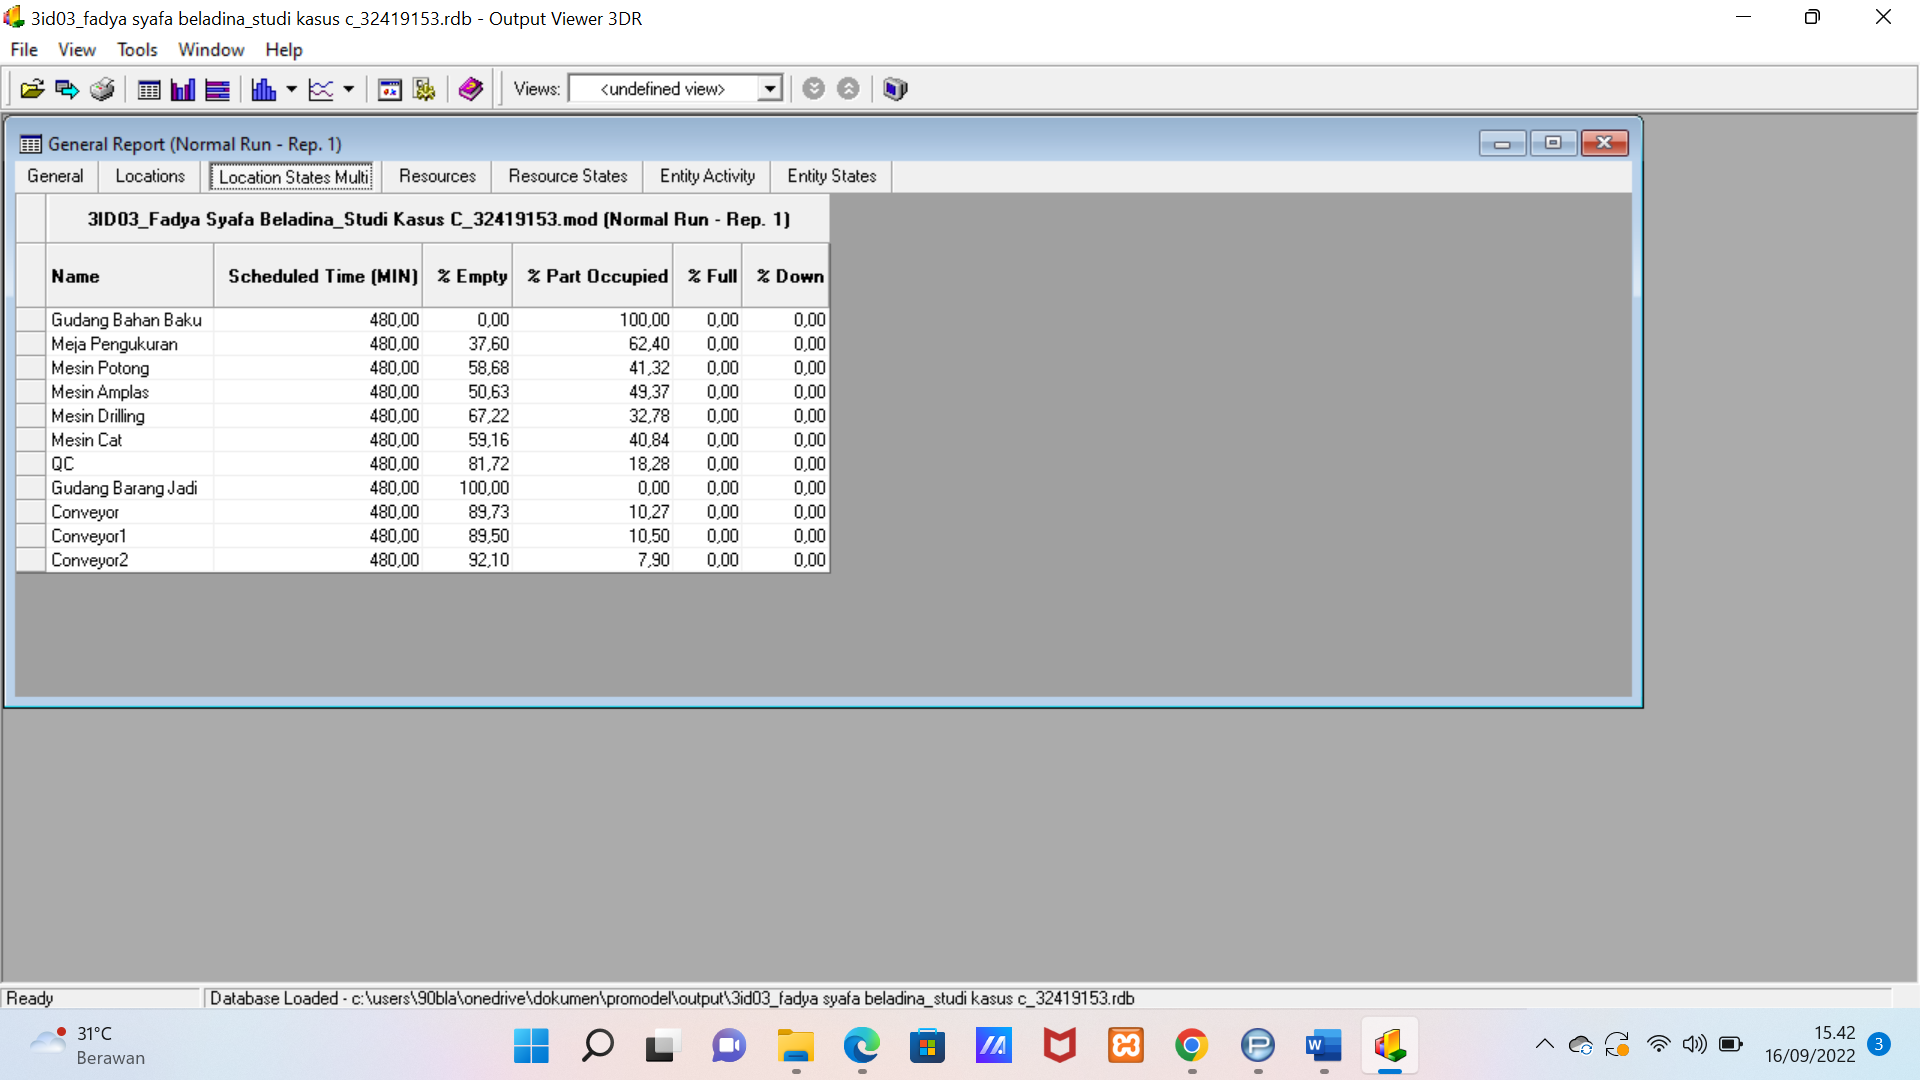 3id03_fadya syafa beladina_studi kasus c_32419153.rdb - Output Viewer 3DR
File View Tools Window Help
Views: <undefined view>
General Report (Normal Run - Rep. 1)
General Locations Location States Multi Resources Resource States Entity Activity Entity States
3ID03_Fadya Syafa Beladina_Studi Kasus C_32419153.mod (Normal Run - Rep. 1)
Name Scheduled Time (MIN) % Empty % Part Occupied % Full % Down
Gudang Bahan Baku 480,00 0,00 100,00 0,00 0,00
Meja Pengukuran 480,00 37,60 62,40 0,00 0,00
Mesin Potong 480,00 58,68 41,32 0,00 0,00
Mesin Amplas 480,00 50,63 49,37 0,00 0,00
Mesin Drilling 480,00 67,22 32,78 0,00 0,00
Mesin Cat 480,00 59,16 40,84 0,00 0,00
QC 480,00 81,72 18,28 0,00 0,00
Gudang Barang Jadi 480,00 100,00 0,00 0,00 0,00
Conveyor 480,00 89,73 10,27 0,00 0,00
Conveyor1 480,00 89,50 10,50 0,00 0,00
Conveyor2 480,00 92,10 7,90 0,00 0,00
Ready Database Loaded - c:\users\90bla\onedrive\dokumen\promodel\output\3id03_fadya syafa beladina_studi kasus c_32419153.rdb
31°C
Berawan
15.42
16/09/2022
3